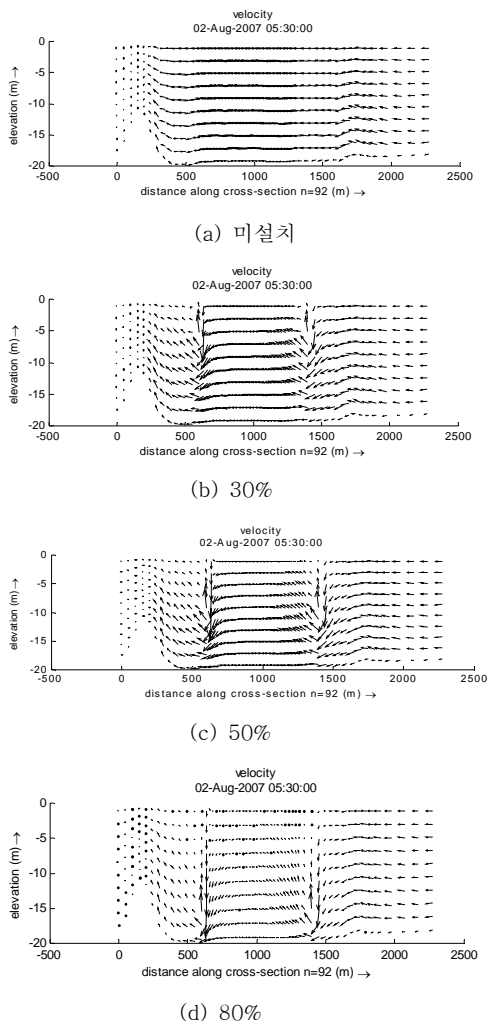 velocity
02-Aug-2007 05:30:00
elevation (m) →
0
-5
-10
-15
-20
-500 0 500 1000 1500 2000 2500
distance along cross-section n=92 (m) →
(a) 미설치
velocity
02-Aug-2007 05:30:00
elevation (m) →
0
-5
-10
-15
-20
-500 0 500 1000 1500 2000 2500
distance along cross-section n=92 (m) →
(b) 30%
velocity
02-Aug-2007 05:30:00
elevation (m) →
0
-5
-10
-15
-20
-500 0 500 1000 1500 2000 2500
distance along cross-section n=92 (m) →
(c) 50%
velocity
02-Aug-2007 05:30:00
elevation (m) →
0
-5
-10
-15
-20
-500 0 500 1000 1500 2000 2500
distance along cross-section n=92 (m) →
(d) 80%